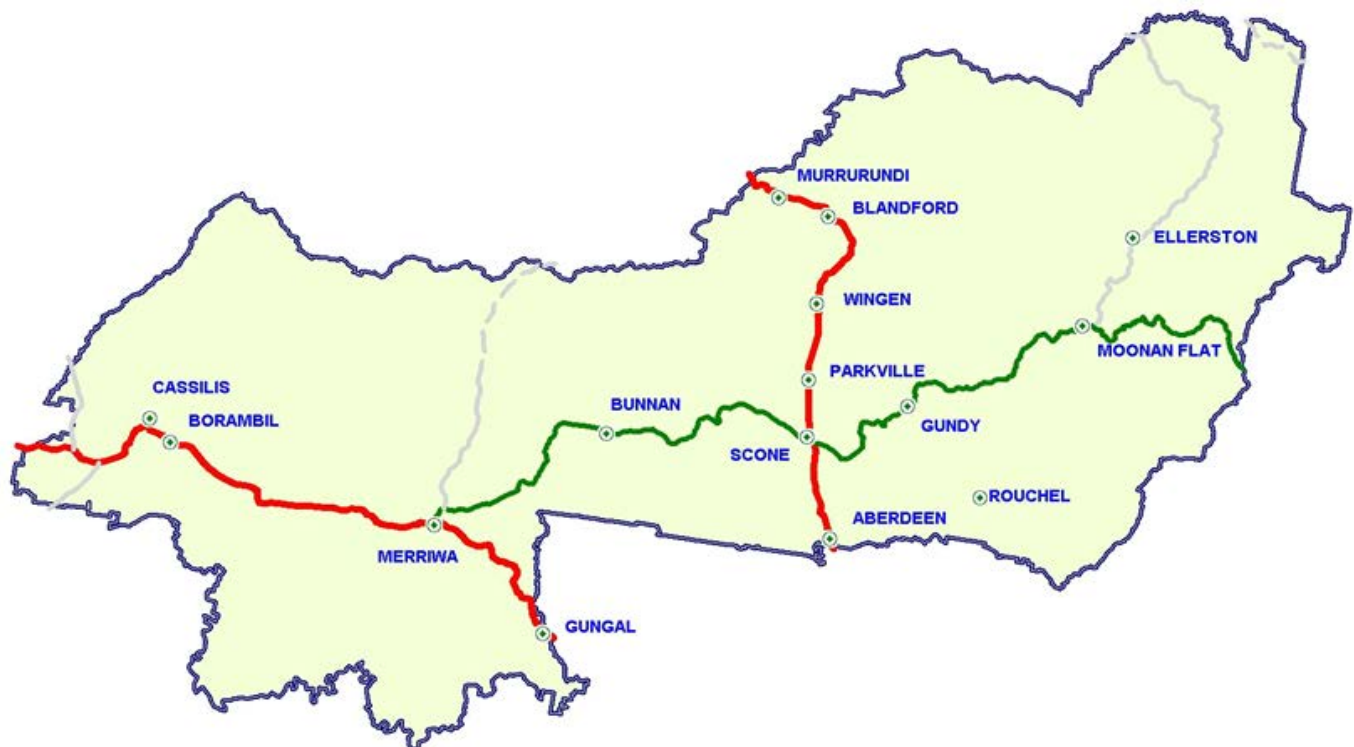 MURRURUNDI
BLANDFORD
ELLERSTON
WINGEN
MOONAN FLAT
PARKVILLE
CASSILIS
BUNNAN
BORAMBIL
GUNDY
SCONE
ROUCHEL
ABERDEEN
MERRIWA
GUNGAL